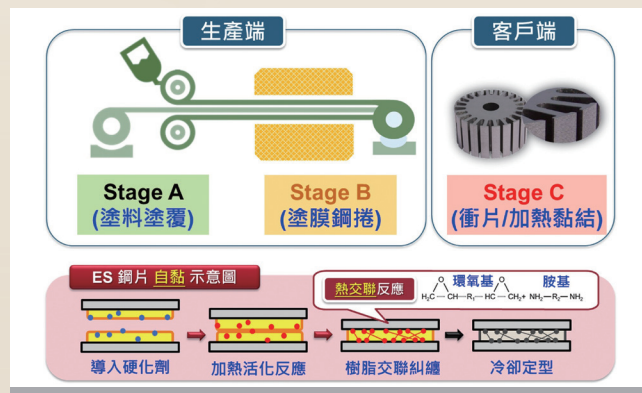 生產端
客戶端
Stage A
(塗料塗覆)
Stage B
(塗膜鋼捲)
Stage C
(衝片/加熱黏結)
ES 鋼片 自黏 示意圖
熱交聯反應
環氧基
胺基
O O
H₂C—CH—R₁—HC—CH₂+ NH₂—R₂—NH₂
導入硬化劑
加熱活化反應
樹脂交聯糾纏
冷卻定型